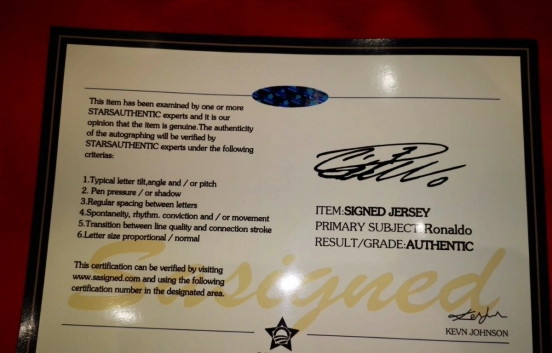 This item has been examined by one or more
STARSAUTHENTIC experts and it is our
opinion that the item is genuine.The authenticity
of the autographing will be verified by
STARSAUTHENTIC experts under the following
criterias:
1.Typical letter tilt,angle and / or pitch
2. Pen pressure / or shadow
3.Regular spacing between letters
4.Spontaneity, rhythm. conviction and / or movement
5.Transition between line quality and connection stroke
6.Letter size proportional / normal
This certification can be verified by visiting
www.sasigned.com and using the following
certification number in the designated area.
ITEM:SIGNED JERSEY
PRIMARY SUBJECT:Ronaldo
RESULT/GRADE:AUTHENTIC
Sasigned
KEVN JOHNSON